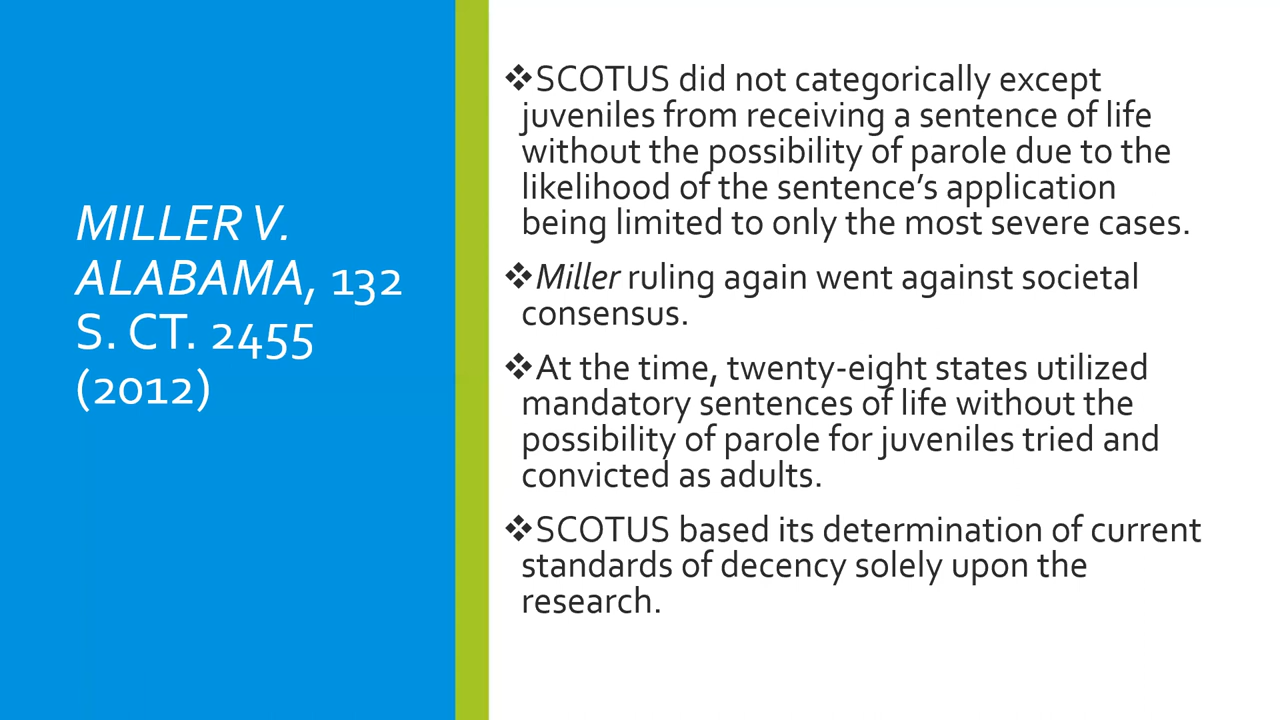 MILLER V.
ALABAMA, 132
S. CT. 2455
(2012)
❖SCOTUS did not categorically except
juveniles from receiving a sentence of life
without the possibility of parole due to the
likelihood of the sentence’s application
being limited to only the most severe cases.
❖Miller ruling again went against societal
consensus.
❖At the time, twenty-eight states utilized
mandatory sentences of life without the
possibility of parole for juveniles tried and
convicted as adults.
❖SCOTUS based its determination of current
standards of decency solely upon the
research.